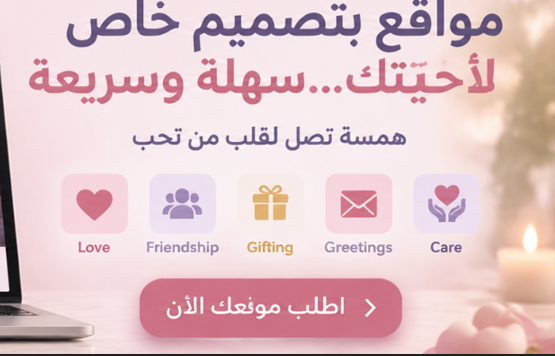 مواقع بتصميم خاص
لأحبّتك...سهلة وسريعة
همسة تصل لقلب من تحب
Love
Friendship
Gifting
Greetings
Care
اطلب موقعك الأن